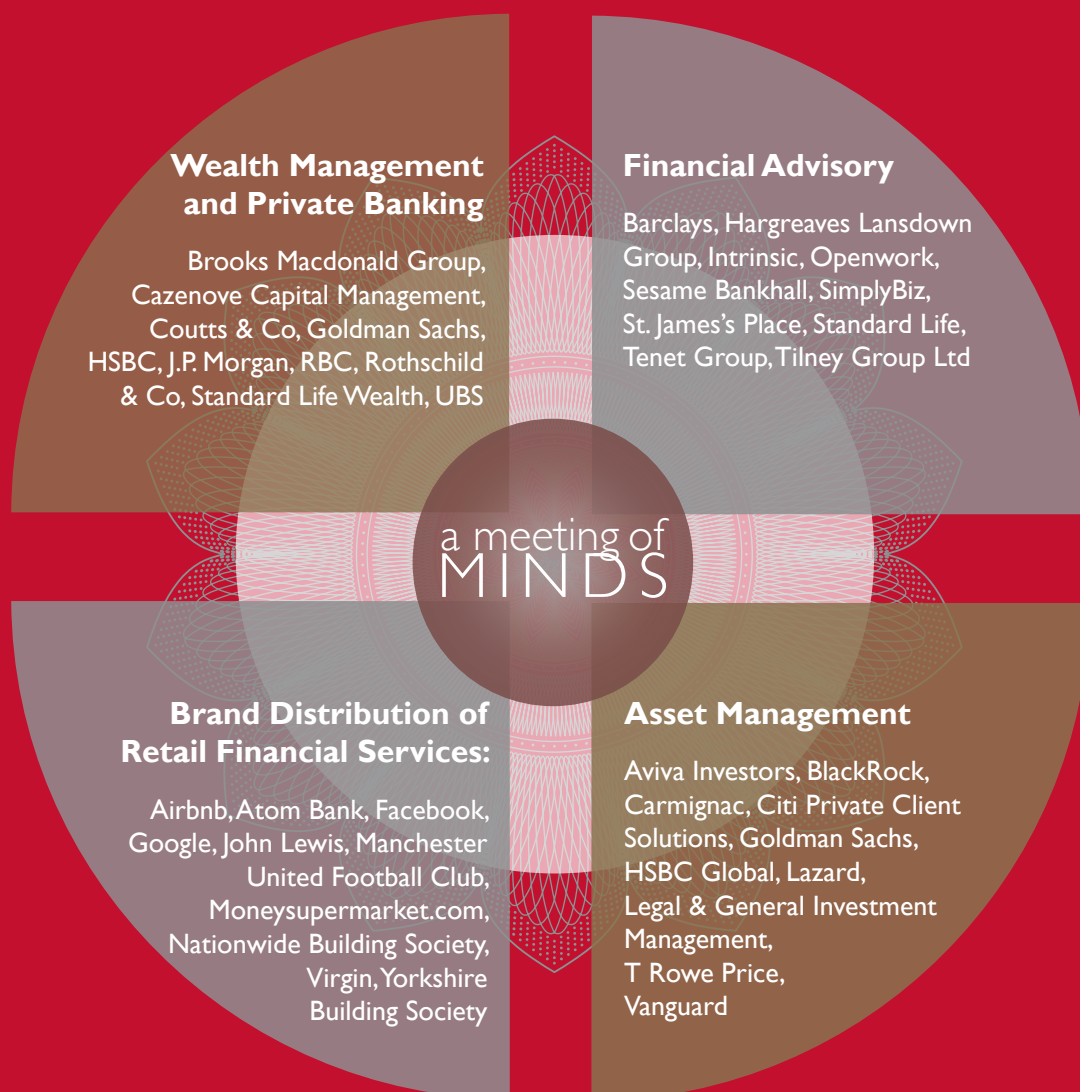 Wealth Management
and Private Banking
Brooks Macdonald Group,
Cazenove Capital Management,
Coutts & Co, Goldman Sachs,
HSBC, J.P. Morgan, RBC, Rothschild
& Co, Standard Life Wealth, UBS
Financial Advisory
Barclays, Hargreaves Lansdown
Group, Intrinsic, Openwork,
Sesame Bankhall, SimplyBiz,
St. James’s Place, Standard Life,
Tenet Group, Tilney Group Ltd
a meeting of
MINDS
Brand Distribution of
Retail Financial Services:
Airbnb, Atom Bank, Facebook,
Google, John Lewis, Manchester
United Football Club,
Moneysupermarket.com,
Nationwide Building Society,
Virgin, Yorkshire
Building Society
Asset Management
Aviva Investors, BlackRock,
Carmignac, Citi Private Client
Solutions, Goldman Sachs,
HSBC Global, Lazard,
Legal & General Investment
Management,
T Rowe Price,
Vanguard